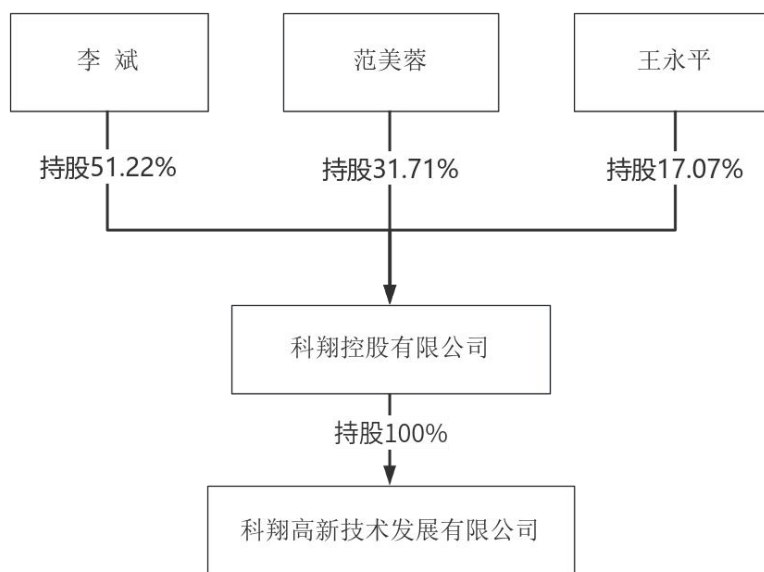 李 斌
范美蓉
王永平
持股51.22%
持股31.71%
持股17.07%
科翔控股有限公司
持股100%
科翔高新技术发展有限公司